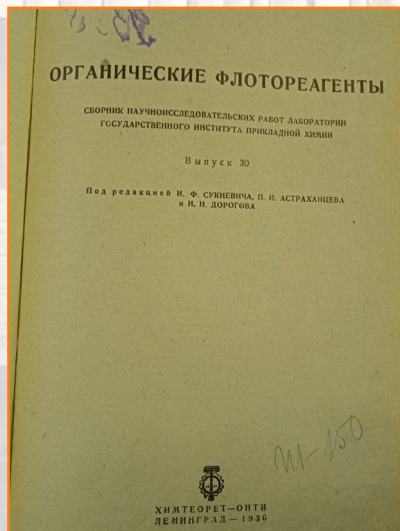 ОРГАНИЧЕСКИЕ ФЛОТОРЕАГЕНТЫ
СБОРНИК НАУЧНОИССЛЕДОВАТЕЛЬСКИХ РАБОТ ЛАБОРАТОРИИ
ГОСУДАРСТВЕННОГО ИНСТИТУТА ПРИКЛАДНОЙ ХИМИИ
Выпуск 30
Под редакцией И. Ф. СУКНЕВИЧА, П. И. АСТРАХАНЦЕВА
и Н. Н. ДОРОГОВА
ХИМТЕОРЕТ—ОНТИ
ЛЕНИНГРАД — 1936